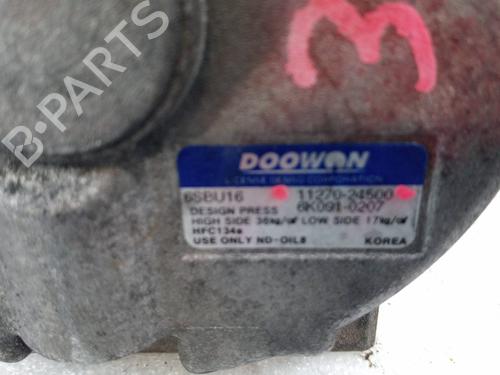 B-PARTS
3
DOOWON
LICENSE DENSO CORPORATION
6SBU16 11270-24500
DESIGN PRESS 6K091-0207
HIGH SIDE 36kg/㎠ LOW SIDE 17kg/㎠
HFC134a
USE ONLY ND-OIL8 KOREA